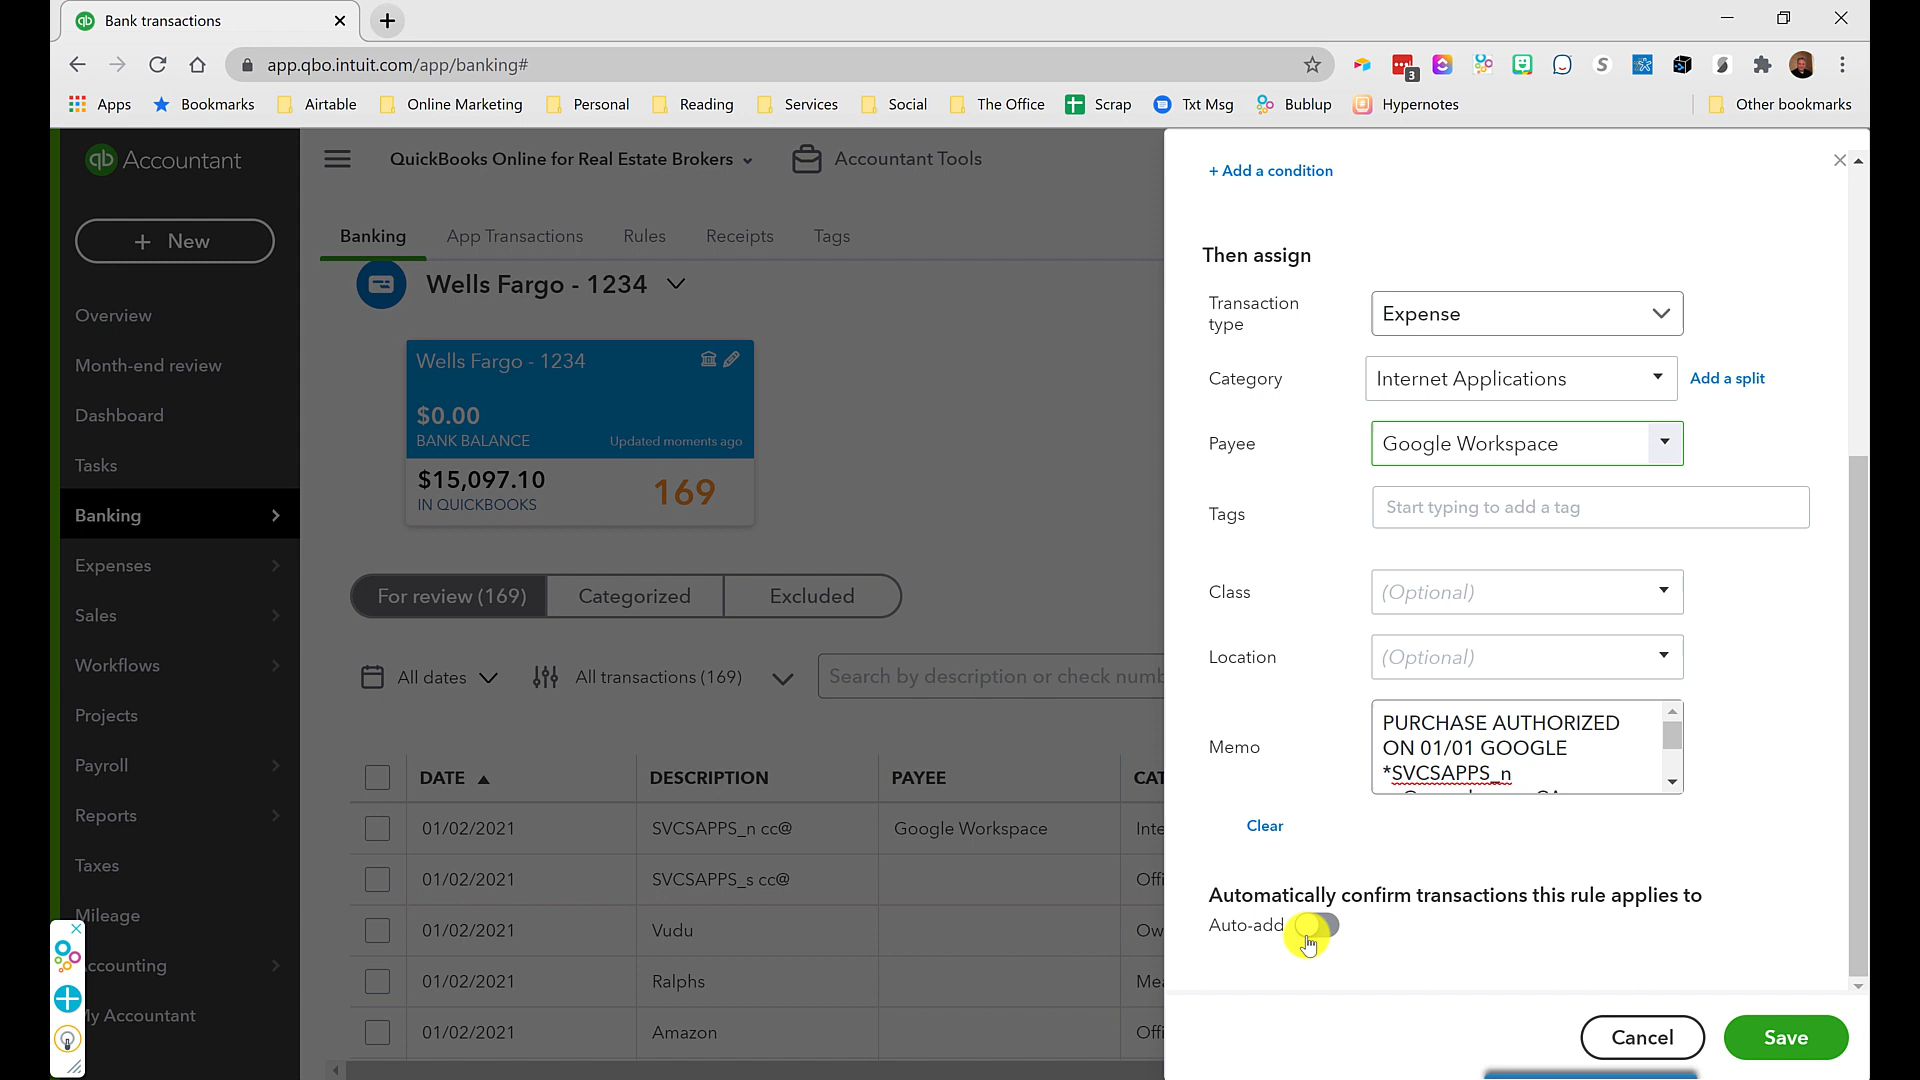 Bank transactions
app.qbo.intuit.com/app/banking#
3
Apps
Bookmarks
Airtable
Online Marketing
Personal
Reading
Services
Social
The Office
Scrap
Txt Msg
Bublup
Hypernotes
Other bookmarks
qb Accountant
+ New
Overview
Month-end review
Dashboard
Tasks
Banking
Expenses
Sales
Workflows
Projects
Payroll
Reports
Taxes
Mileage
ccounting
y Accountant
QuickBooks Online for Real Estate Brokers
Accountant Tools
Banking
App Transactions
Rules
Receipts
Tags
Wells Fargo - 1234
Wells Fargo - 1234
$0.00
BANK BALANCE
Updated moments ago
$15,097.10
IN QUICKBOOKS
169
For review (169)
Categorized
Excluded
All dates
All transactions (169)
Search by description or check numb
DATE
DESCRIPTION
PAYEE
CAT
01/02/2021
SVCSAPPS_n cc@
Google Workspace
Inte
01/02/2021
SVCSAPPS_s cc@
Offi
01/02/2021
Vudu
Ow
01/02/2021
Ralphs
Mea
01/02/2021
Amazon
Offi
+ Add a condition
Then assign
Transaction
type
Expense
Category
Internet Applications
Add a split
Payee
Google Workspace
Tags
Start typing to add a tag
Class
(Optional)
Location
(Optional)
Memo
PURCHASE AUTHORIZED
ON 01/01 GOOGLE
*SVCSAPPS_n
Clear
Automatically confirm transactions this rule applies to
Auto-add
Cancel
Save